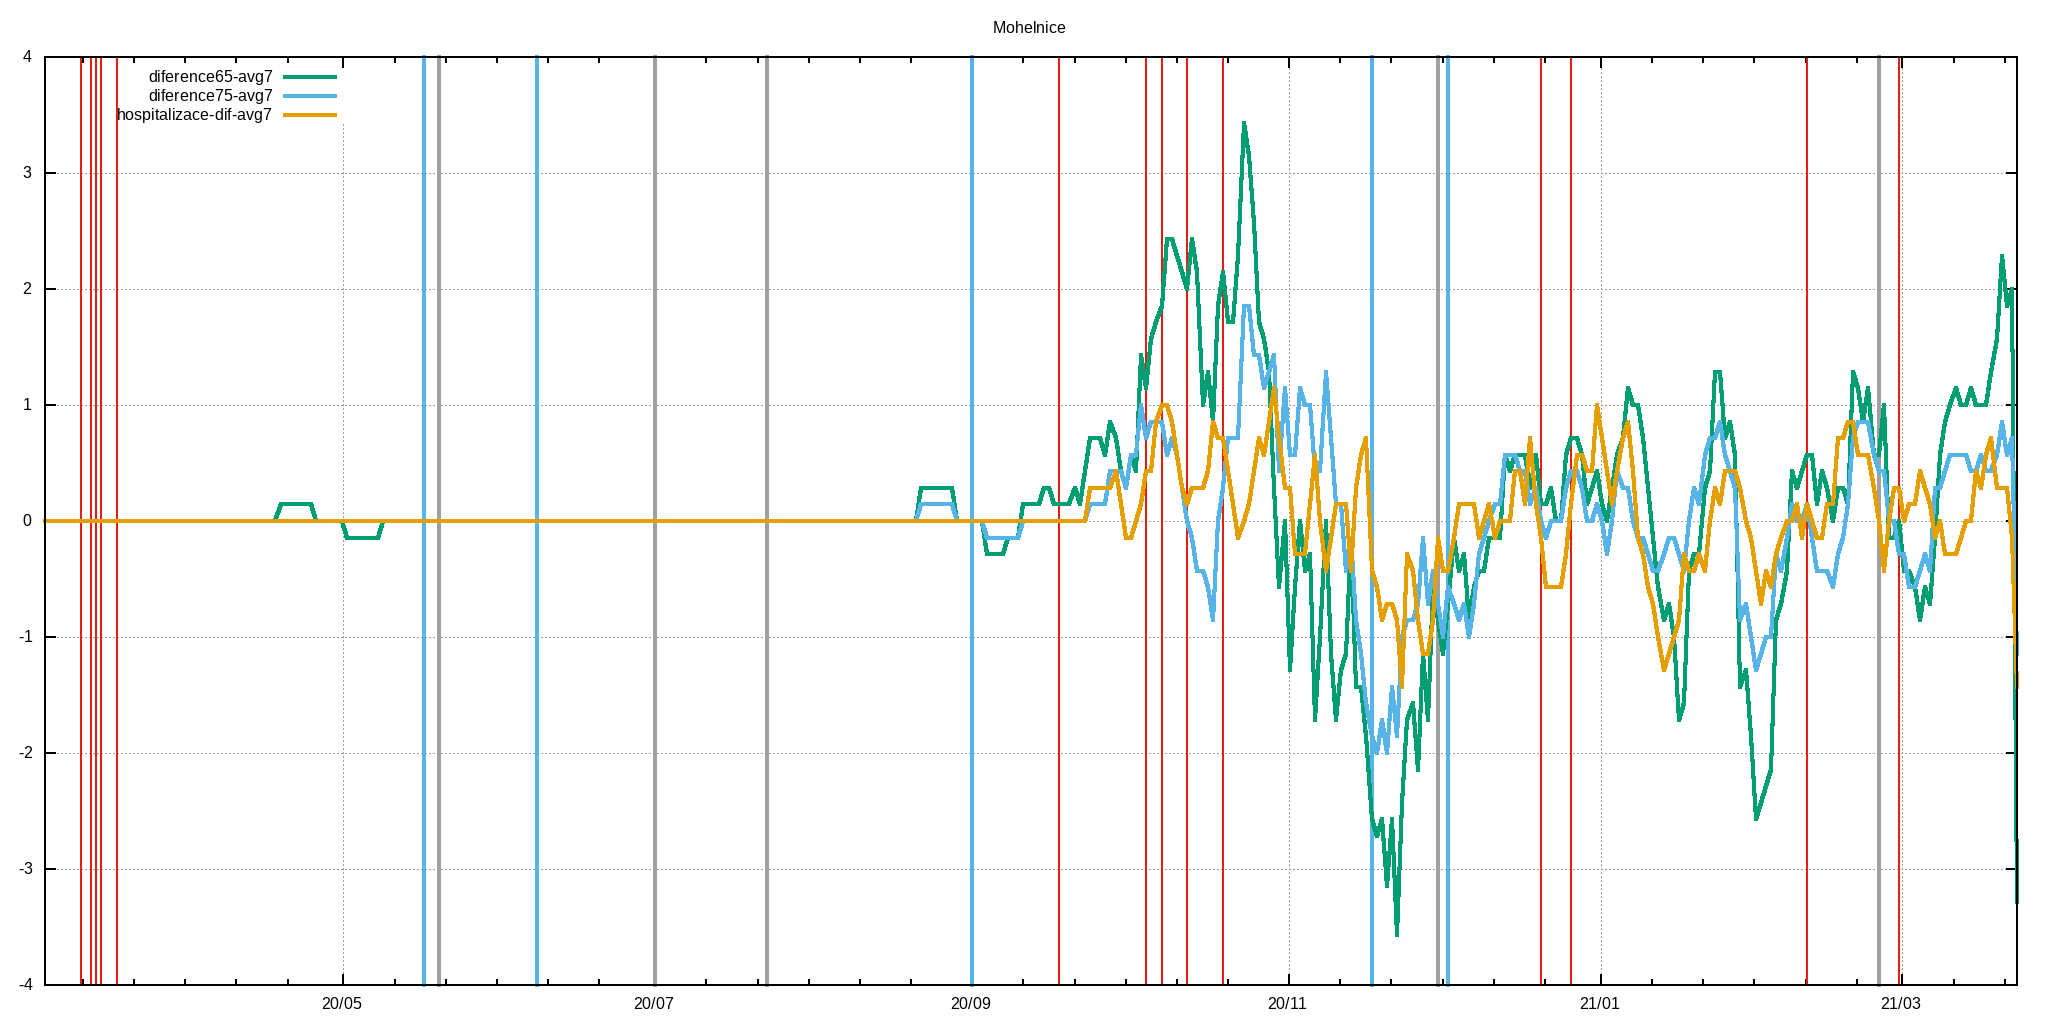 Mohelnice
diference65-avg7
diference75-avg7
hospitalizace-dif-avg7
4
3
2
1
0
-1
-2
-3
-4
20/05 20/07 20/09 20/11 21/01 21/03